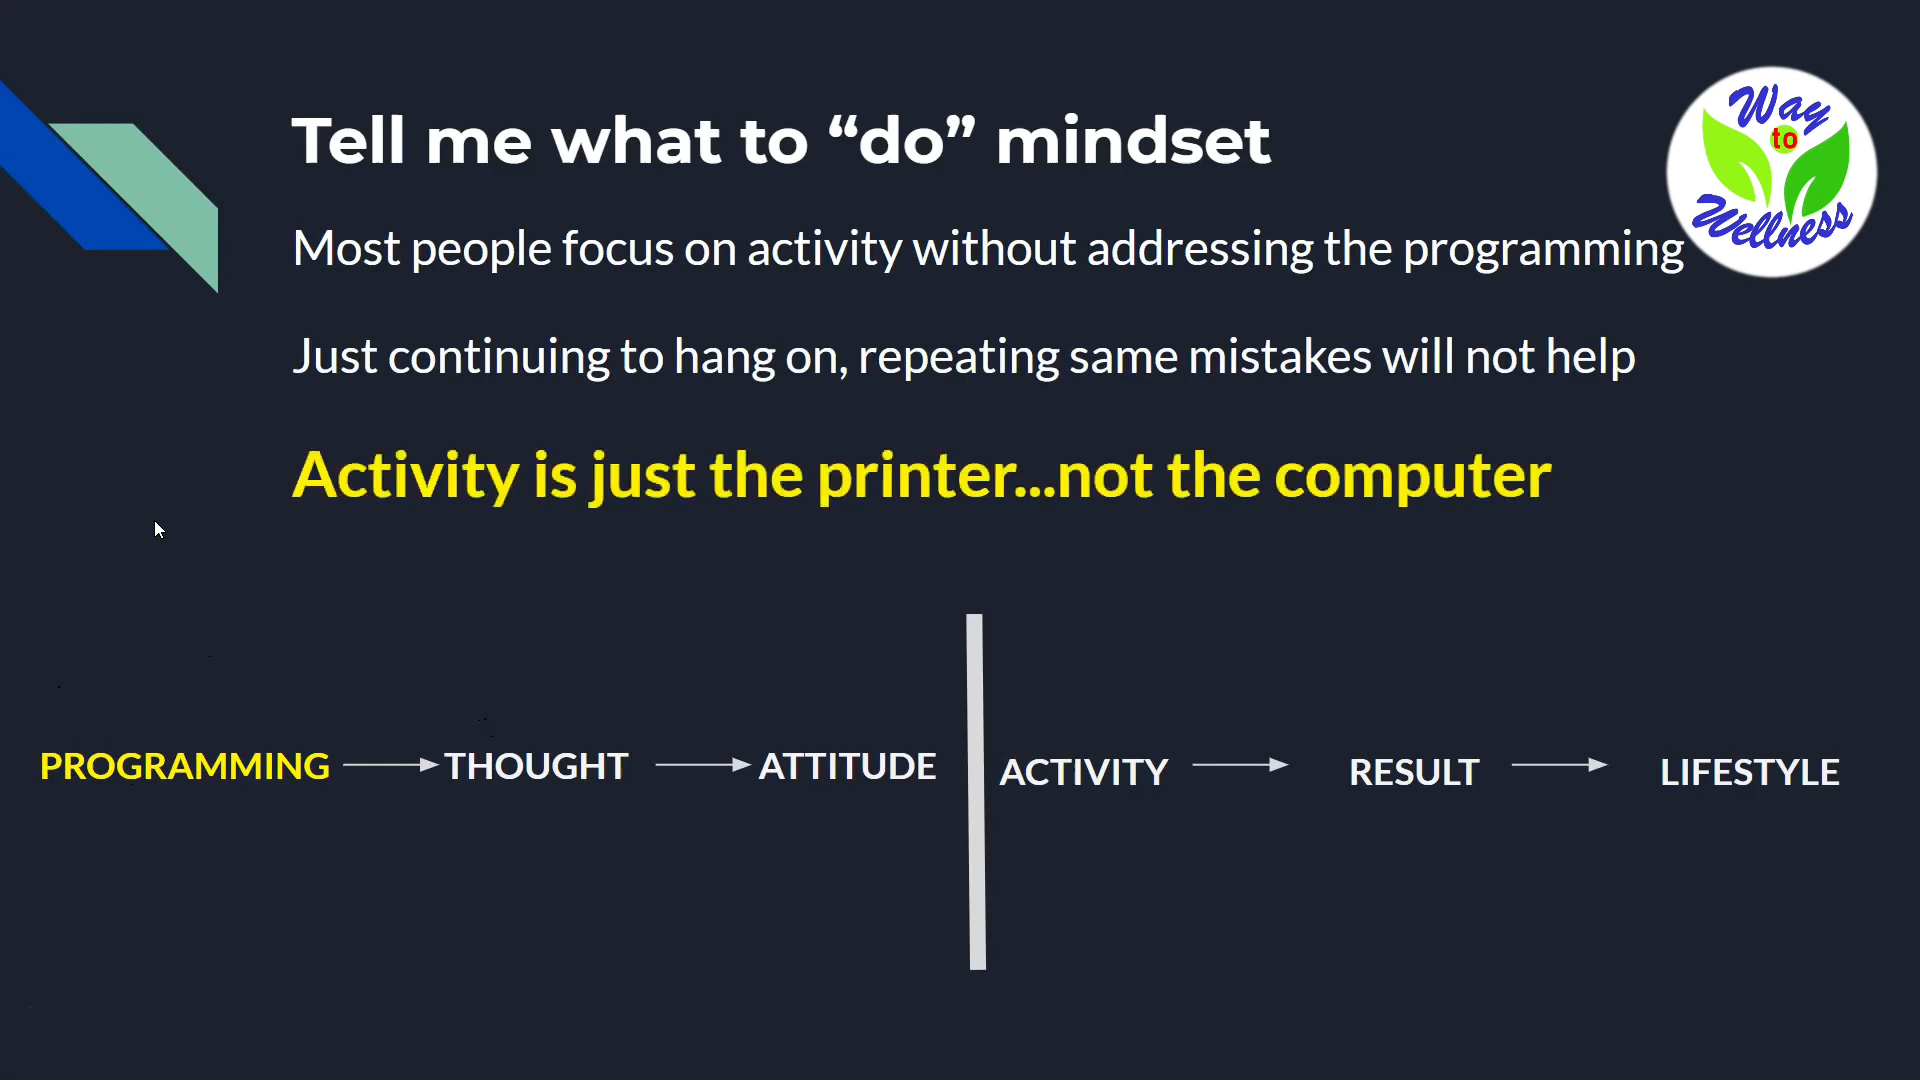 Tell me what to “do” mindset
Way
to
Wellness
Most people focus on activity without addressing the programming
Just continuing to hang on, repeating same mistakes will not help
Activity is just the printer...not the computer
PROGRAMMING THOUGHT ATTITUDE ACTIVITY RESULT LIFESTYLE